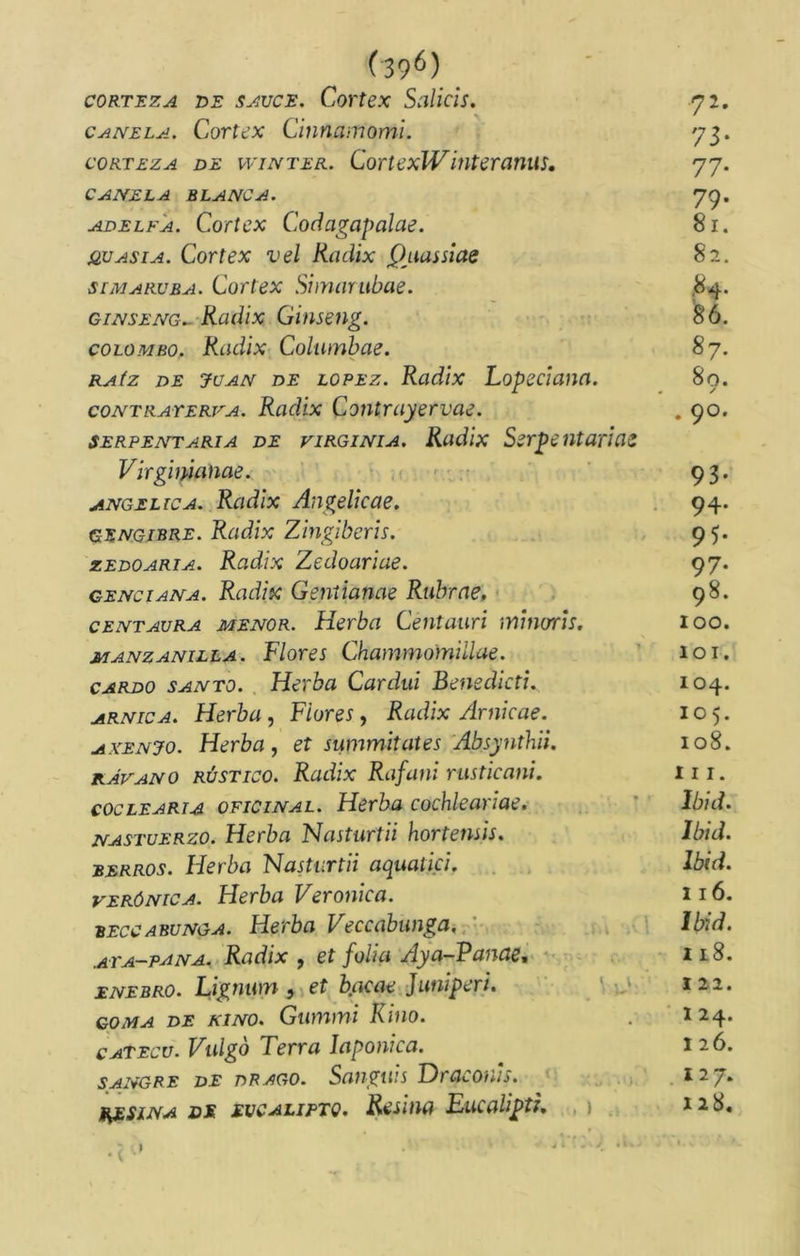 (396)
CORTEZA DE SAUCE. Cortex Salicis. 72.
CANELA. Cortex Cinnamomi. 73.
CORTEZA DE WINTER. CortexWinteranus. 77.
CANELA BLANCA. 79.
ADELFA. Cortex Codagapalae. 81.
QUASIA. Cortex vel Radix Quassiae 82.
SIMARUBA. Cortex Simarubae. 84.
GINSENG. Radix Ginseng. 86.
COLOMBO. Radix Columbae. 87.
RAÍZ DE JUAN DE LOPEZ. Radix Lopeciana. 89.
CONTRAYERVA. Radix Contrayervae. 90.
SERPENTARIA DE VIRGINIA. Radix Serpentariae
Virginianae. 93.
ANGELICA. Radix Angelicae. 94.
GENGIBRE. Radix Zingiberis. 95.
ZEDOARIA. Radix Zedoariae. 97.
GENCIANA. Radix Gentianae Rubrae. 98.
CENTAURA MENOR. Herba Centauri minoris. 100.
MANZANILLA. Flores Chammomillae. 101.
CARDO SANTO. Herba Cardui Benedicti. 104.
ARNICA. Herba, Flores, Radix Arnicae. 105.
AXENJO. Herba, et summitates Absynthii. 108.
RÁVANO RÚSTICO. Radix Rafani rusticani. 111.
COCLEARIA OFICINAL. Herba cochleariae. Ibid.
NASTUERZO. Herba Nasturtii hortensis. Ibid.
BERROS. Herba Nasturtii aquatici. Ibid.
VERÓNICA. Herba Veronica. 116.
BECCABUNGA. Herba Veccabunga. Ibid.
AYA-PANA. Radix, et folia Aya-Panae. 118.
ENEBRO. Lignum, et bacae Juniperi. 122.
GOMA DE KINO. Gummi Kino. 124.
CATECU. Vulgò Terra Iaponica. 126.
SANGRE DE DRAGO. Sanguis Draconis. 127.
RESINA DE EUCALIPTO. Resina Eucalipti. 128.